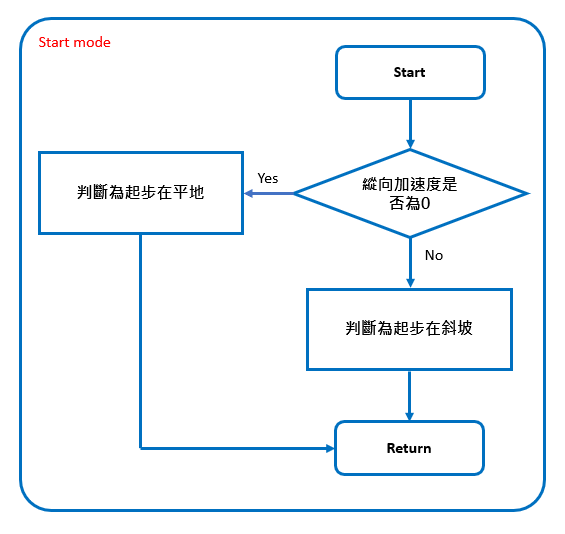 Start mode
Start
縱向加速度是
否為0
Yes
判斷為起步在平地
No
判斷為起步在斜坡
Return